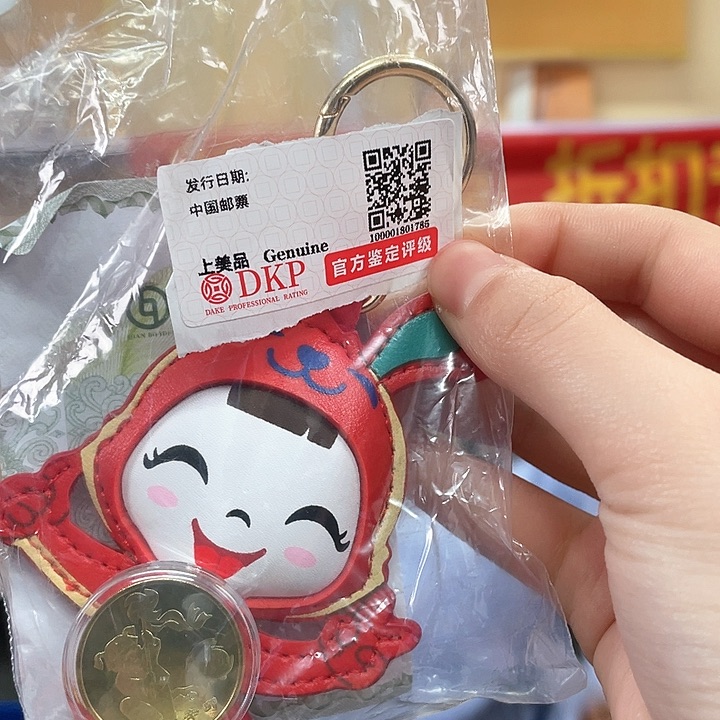 发行日期:
中国邮票
100001801785
上美品 Genuine
DKP
官方鉴定评级
DAKE PROFESSIONAL RATING